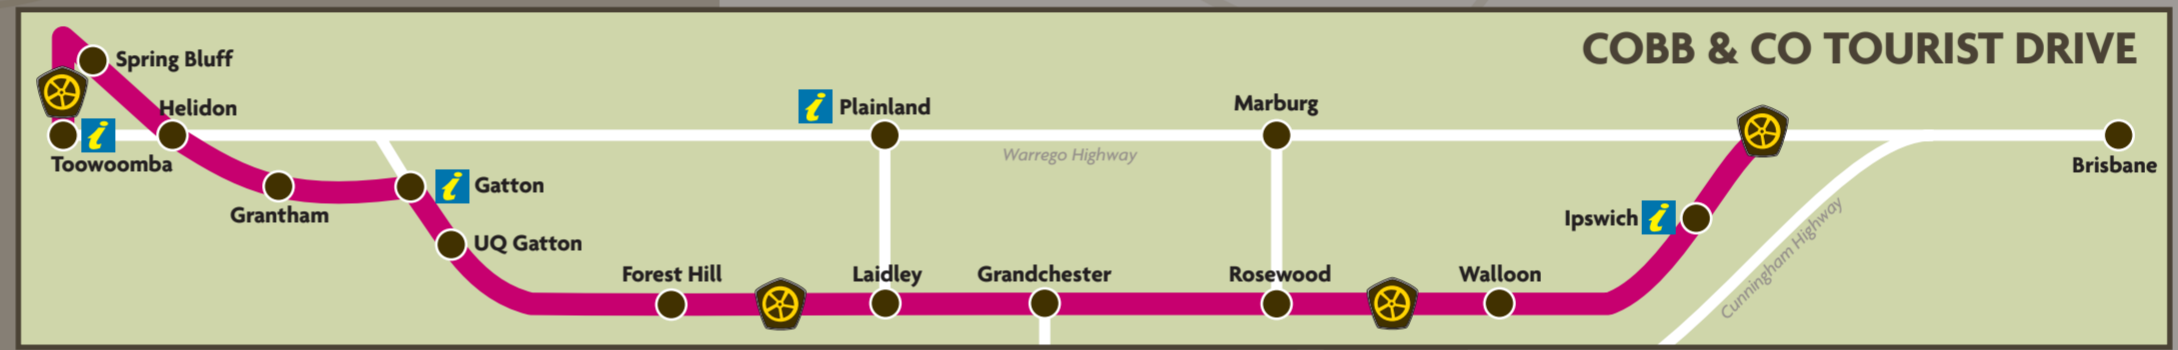 COBB & CO TOURIST DRIVE
Spring Bluff
Helidon
Toowoomba
Grantham
Gatton
UQ Gatton
Plainland
Marburg
Warrego Highway
Brisbane
Forest Hill
Laidley
Grandchester
Rosewood
Walloon
Ipswich
Cunningham Highway